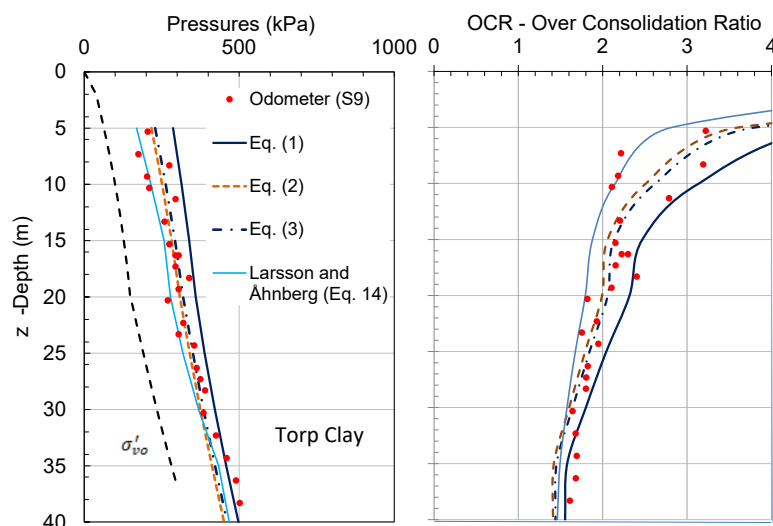 Pressures (kPa)
0 500 1000
OCR - Over Consolidation Ratio
0 1 2 3 4
z -Depth (m)
0
5
10
15
20
25
30
35
40
Odometer (S9)
Eq. (1)
Eq. (2)
Eq. (3)
Larsson and
Åhnberg (Eq. 14)
σ′vo
Torp Clay